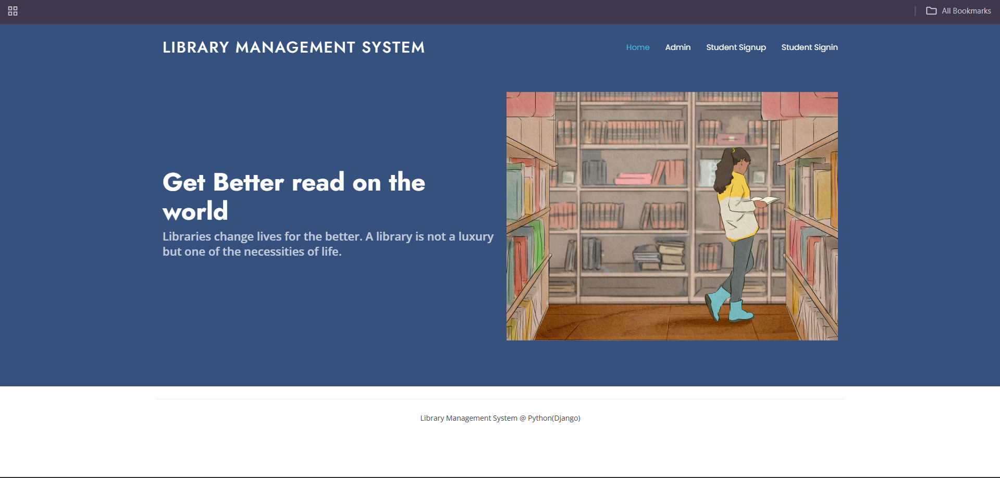 All Bookmarks
LIBRARY MANAGEMENT SYSTEM
Home Admin Student Signup Student Signin
Get Better read on the
world
Libraries change lives for the better. A library is not a luxury
but one of the necessities of life.
Library Management System @ Python(Django)